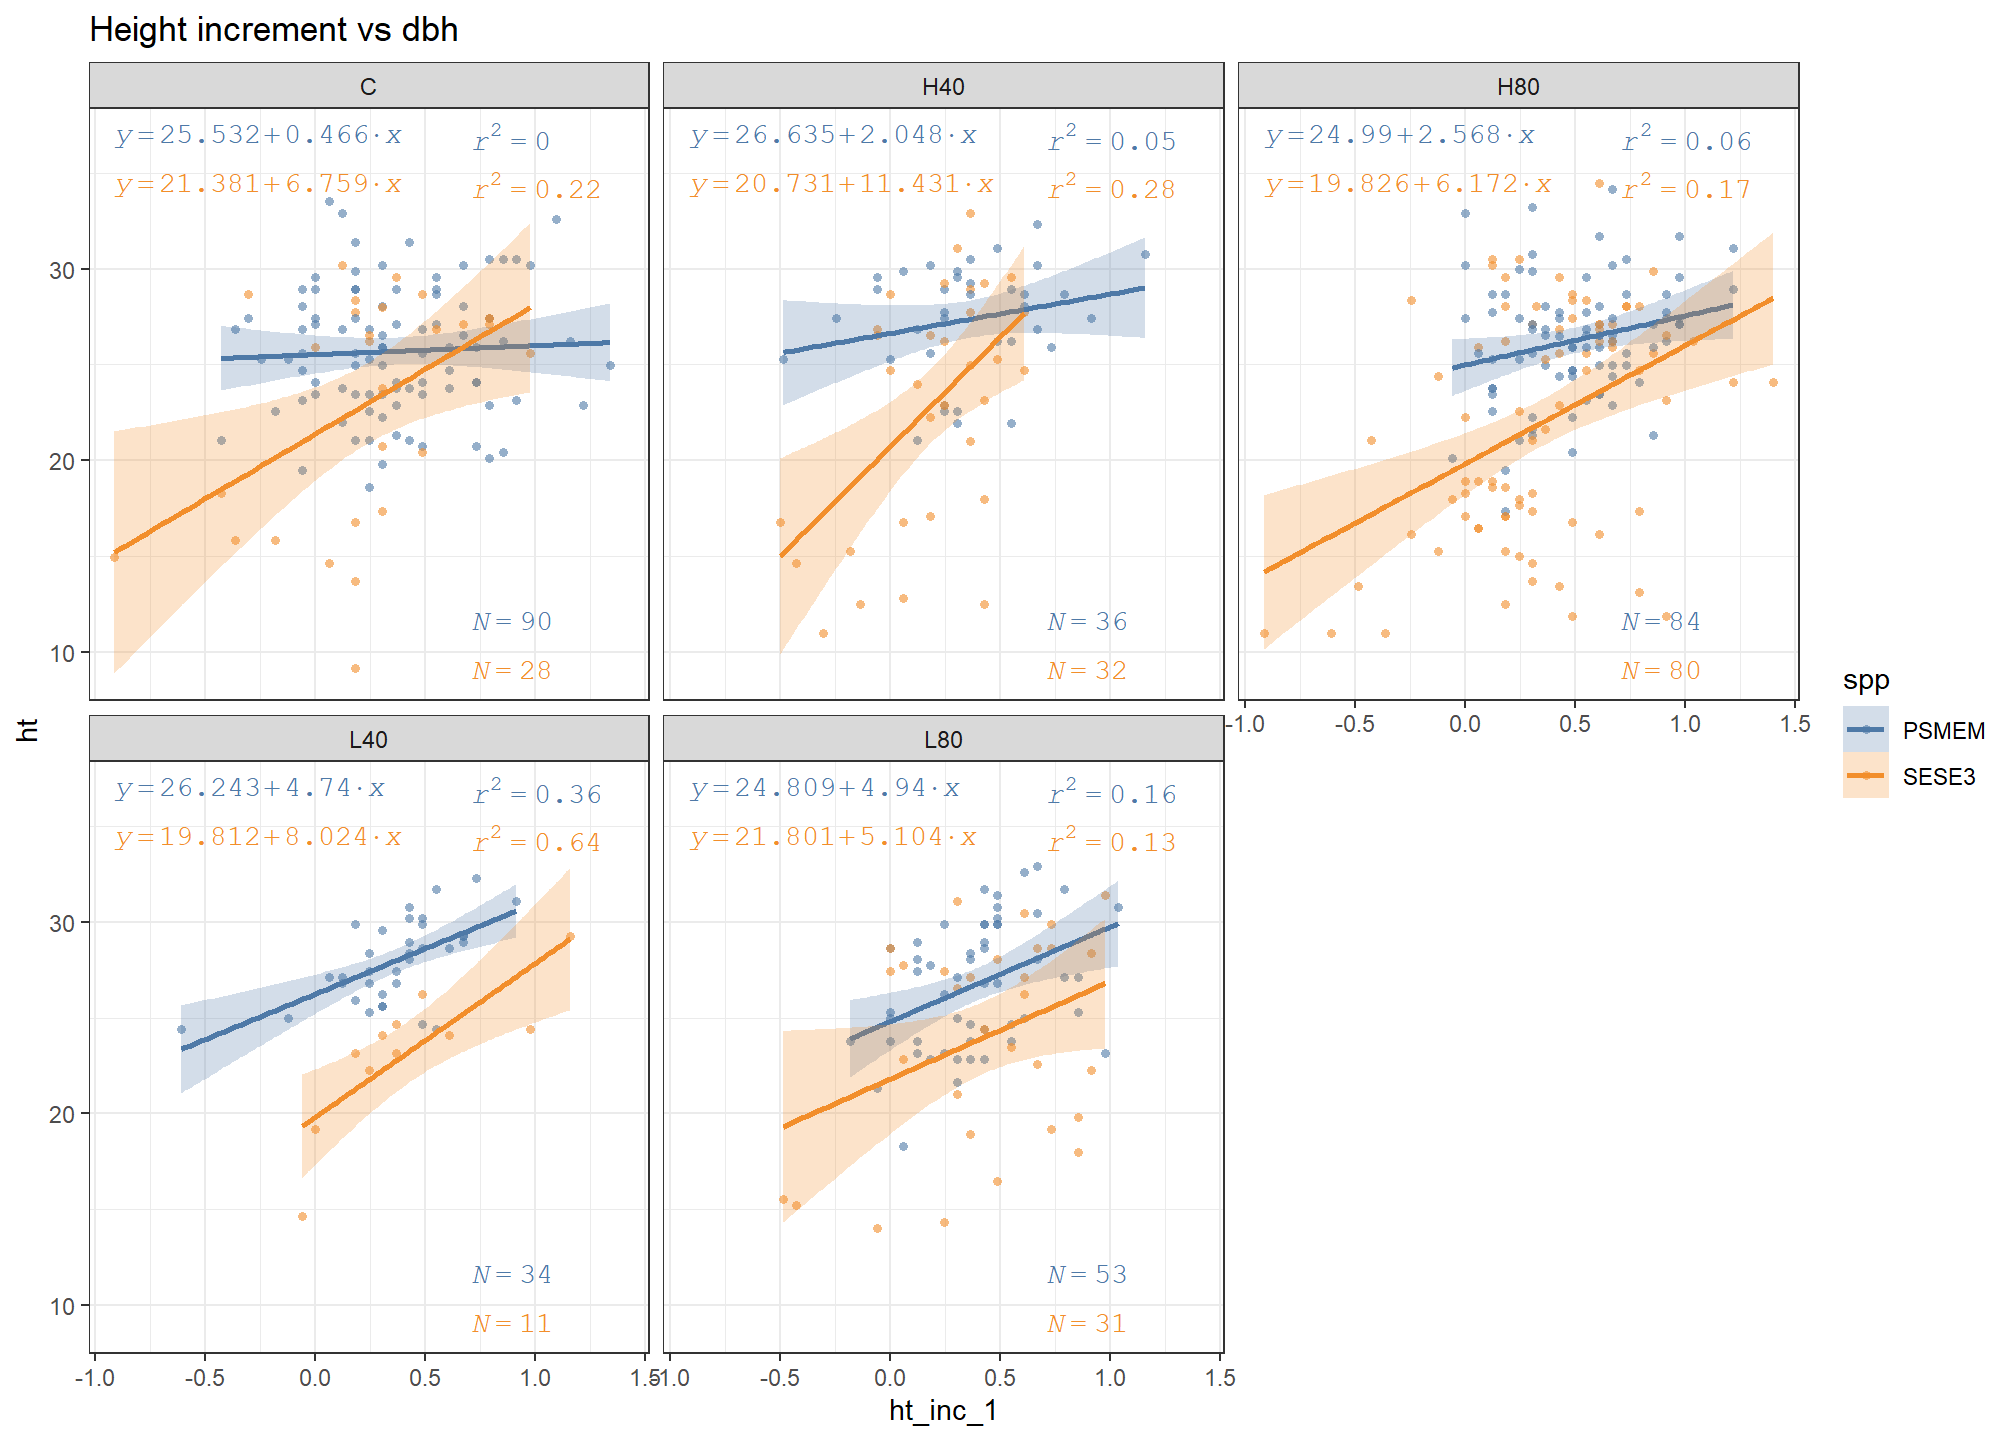 Height increment vs dbh
C
y=25.532+0.466·x r²=0
y=21.381+6.759·x r²=0.22
N=90
N=28
H40
y=26.635+2.048·x r²=0.05
y=20.731+11.431·x r²=0.28
N=36
N=32
H80
y=24.99+2.568·x r²=0.06
y=19.826+6.172·x r²=0.17
N=84
N=80
30
20
10
-1.0 -0.5 0.0 0.5 1.0 1.5
ht
L40
y=26.243+4.74·x r²=0.36
y=19.812+8.024·x r²=0.64
N=34
N=11
L80
y=24.809+4.94·x r²=0.16
y=21.801+5.104·x r²=0.13
N=53
N=31
30
20
10
-1.0 -0.5 0.0 0.5 1.0 1.5
-1.0 -0.5 0.0 0.5 1.0 1.5
ht_inc_1
spp
PSMEM
SESE3